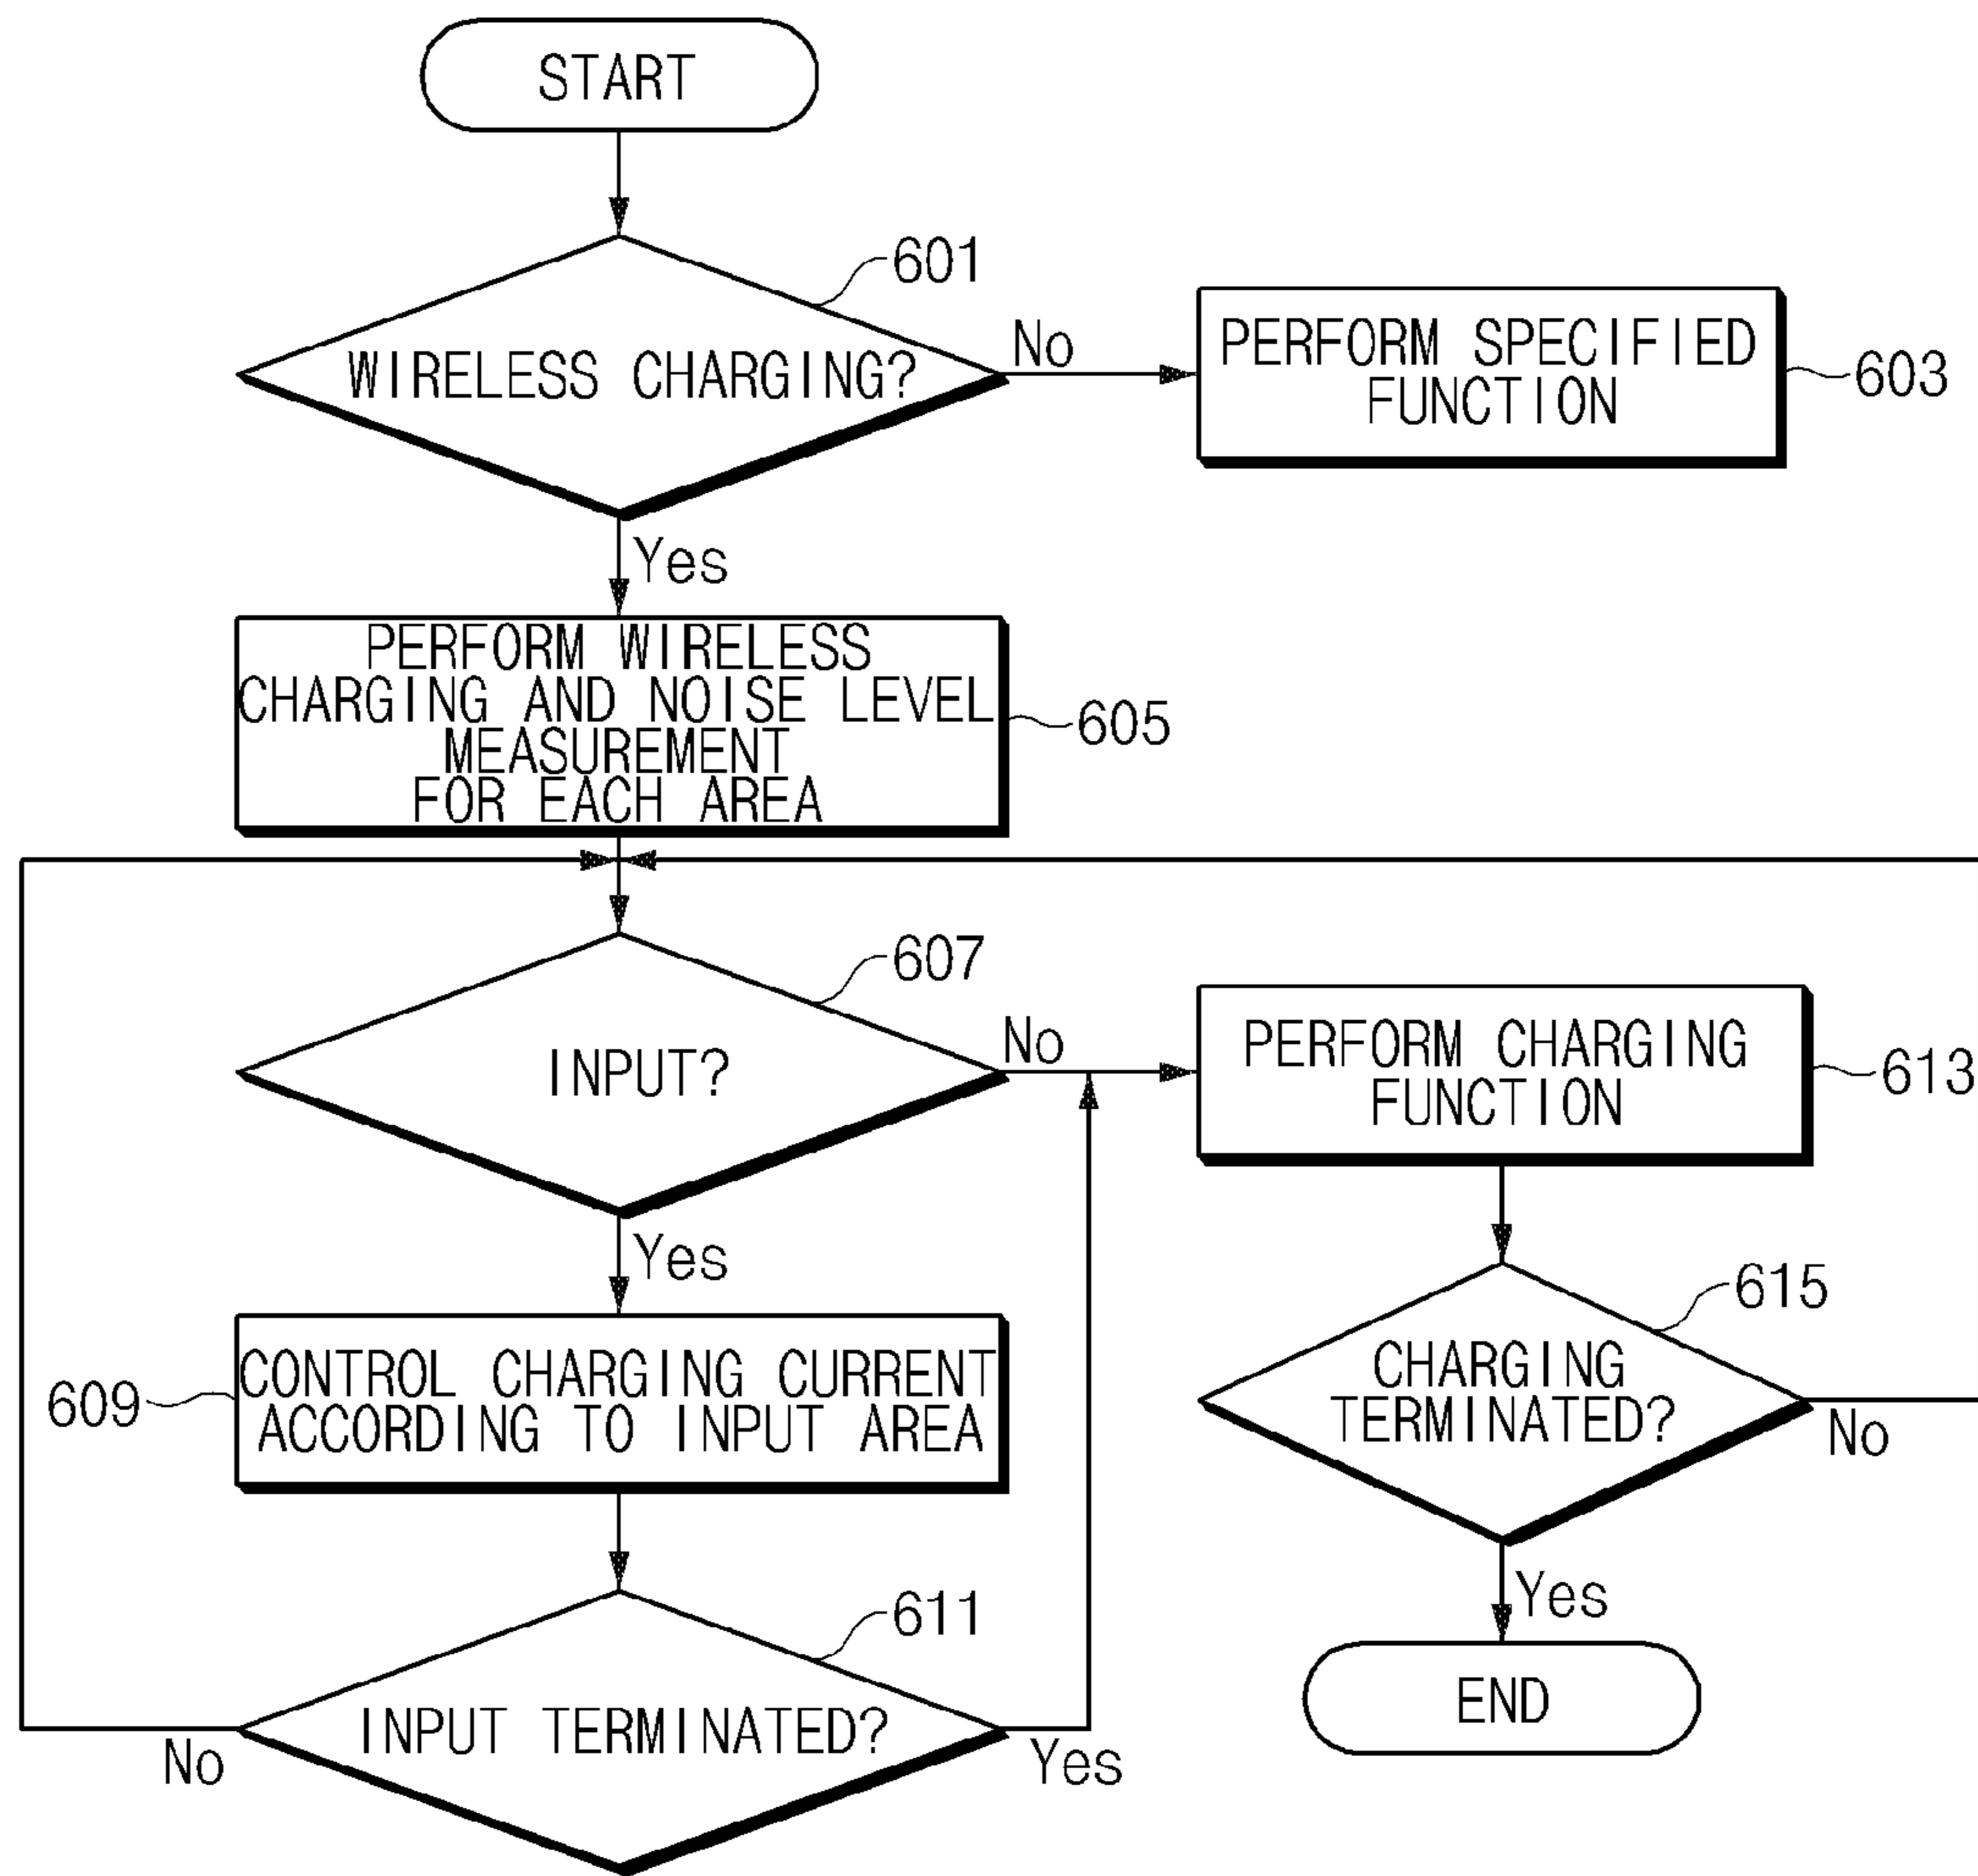 START
601
WIRELESS CHARGING?
No
PERFORM SPECIFIED
FUNCTION
603
Yes
PERFORM WIRELESS
CHARGING AND NOISE LEVEL
MEASUREMENT
FOR EACH AREA
605
607
INPUT?
No
PERFORM CHARGING
FUNCTION
613
Yes
609
CONTROL CHARGING CURRENT
ACCORDING TO INPUT AREA
615
CHARGING
TERMINATED?
No
611
INPUT TERMINATED?
No
Yes
Yes
END